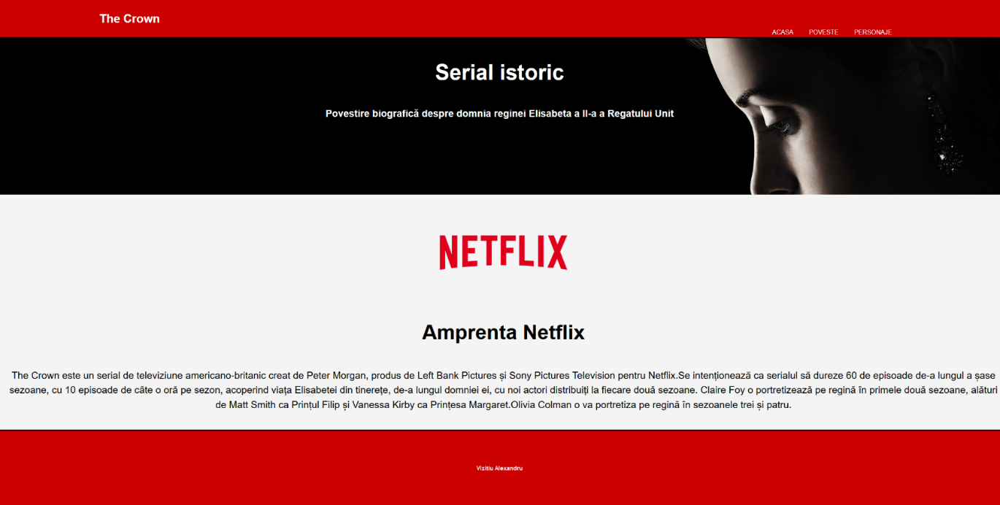 The Crown
ACASA POVESTE PERSONAJE
Serial istoric
Povestire biografică despre domnia reginei Elisabeta a II-a a Regatului Unit
NETFLIX
Amprenta Netflix
The Crown este un serial de televiziune americano-britanic creat de Peter Morgan, produs de Left Bank Pictures și Sony Pictures Television pentru Netflix.Se intenționează ca serialul să dureze 60 de episoade de-a lungul a șase
sezoane, cu 10 episoade de câte o oră pe sezon, acoperind viața Elisabetei din tinerețe, de-a lungul domniei ei, cu noi actori distribuiți la fiecare două sezoane. Claire Foy o portretizează pe regină în primele două sezoane, alături
de Matt Smith ca Prințul Filip și Vanessa Kirby ca Prințesa Margaret.Olivia Colman o va portretiza pe regină în sezoanele trei și patru.
Vizitiu Alexandru